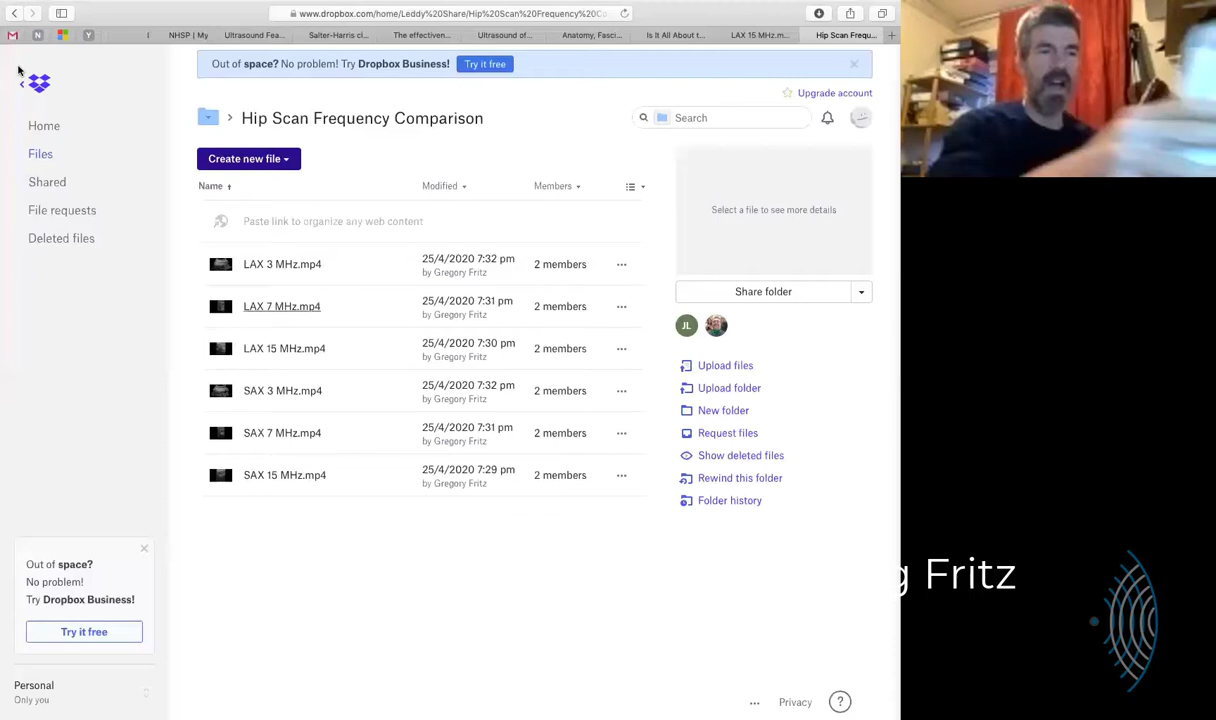 www.dropbox.com/home/Leddy%20Share/Hip%20Scan%20Frequency%20Co
NHSP | My
Ultrasound Fea...
Salter-Harris cl...
The effectiven...
Ultrasound of...
Anatomy, Fasci...
Is It All About t...
LAX 15 MHz.m...
Hip Scan Frequ...
Out of space? No problem! Try Dropbox Business!
Try it free
Upgrade account
Hip Scan Frequency Comparison
Search
Home
Files
Shared
File requests
Deleted files
Create new file
Name
Modified
Members
Paste link to organize any web content
LAX 3 MHz.mp4
25/4/2020 7:32 pm
by Gregory Fritz
2 members
LAX 7 MHz.mp4
25/4/2020 7:31 pm
by Gregory Fritz
2 members
LAX 15 MHz.mp4
25/4/2020 7:30 pm
by Gregory Fritz
2 members
SAX 3 MHz.mp4
25/4/2020 7:32 pm
by Gregory Fritz
2 members
SAX 7 MHz.mp4
25/4/2020 7:31 pm
by Gregory Fritz
2 members
SAX 15 MHz.mp4
25/4/2020 7:29 pm
by Gregory Fritz
2 members
Select a file to see more details
Share folder
JL
Upload files
Upload folder
New folder
Request files
Show deleted files
Rewind this folder
Folder history
Out of space?
No problem!
Try Dropbox Business!
Try it free
Personal
Only you
Privacy
?
g Fritz